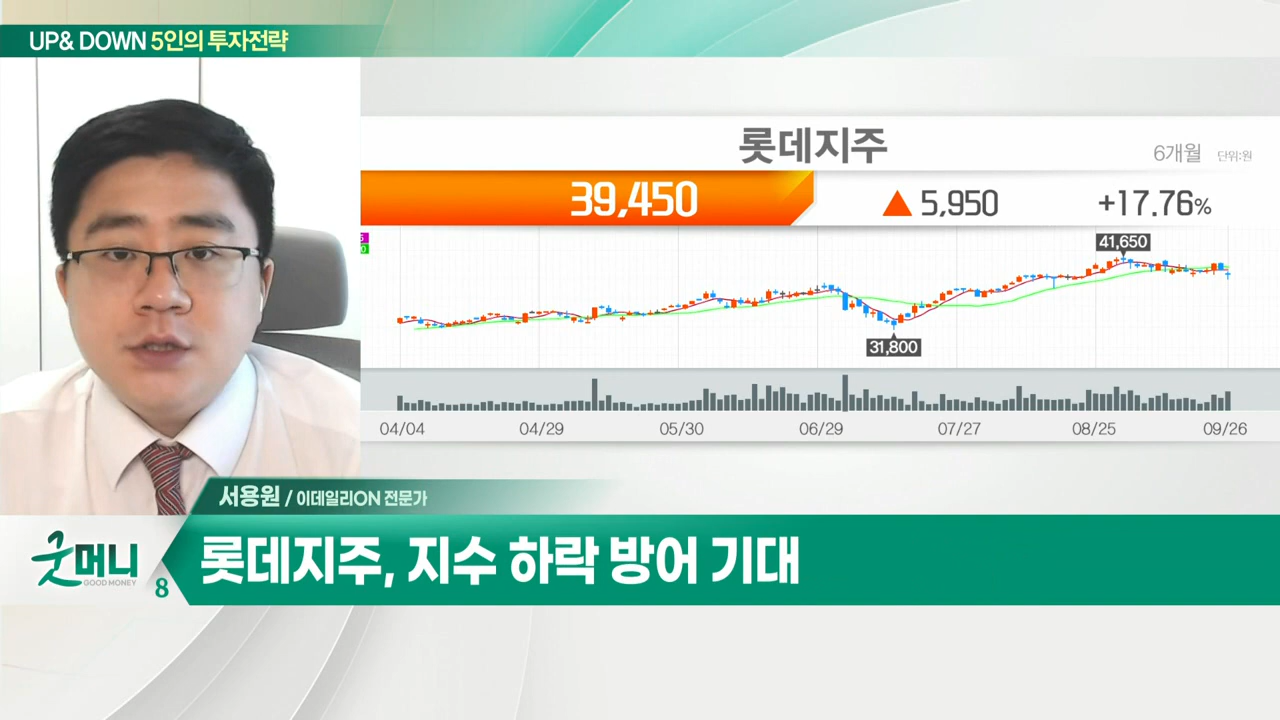 UP& DOWN 5인의 투자전략
롯데지주
6개월 단위:원
39,450 ▲ 5,950 +17.76%
41,650
31,800
04/04 04/29 05/30 06/29 07/27 08/25 09/26
서용원 / 이데일리ON 전문가
굿머니
GOOD MONEY
8
롯데지주, 지수 하락 방어 기대